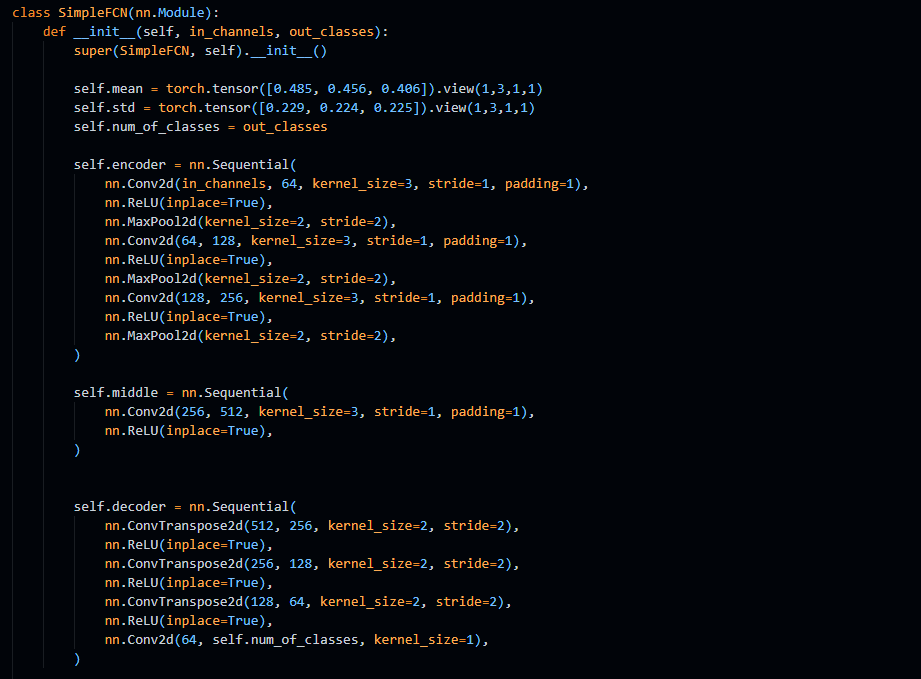 class SimpleFCN(nn.Module):
    def __init__(self, in_channels, out_classes):
        super(SimpleFCN, self).__init__()

        self.mean = torch.tensor([0.485, 0.456, 0.406]).view(1,3,1,1)
        self.std = torch.tensor([0.229, 0.224, 0.225]).view(1,3,1,1)
        self.num_of_classes = out_classes

        self.encoder = nn.Sequential(
            nn.Conv2d(in_channels, 64, kernel_size=3, stride=1, padding=1),
            nn.ReLU(inplace=True),
            nn.MaxPool2d(kernel_size=2, stride=2),
            nn.Conv2d(64, 128, kernel_size=3, stride=1, padding=1),
            nn.ReLU(inplace=True),
            nn.MaxPool2d(kernel_size=2, stride=2),
            nn.Conv2d(128, 256, kernel_size=3, stride=1, padding=1),
            nn.ReLU(inplace=True),
            nn.MaxPool2d(kernel_size=2, stride=2),
        )

        self.middle = nn.Sequential(
            nn.Conv2d(256, 512, kernel_size=3, stride=1, padding=1),
            nn.ReLU(inplace=True),
        )


        self.decoder = nn.Sequential(
            nn.ConvTranspose2d(512, 256, kernel_size=2, stride=2),
            nn.ReLU(inplace=True),
            nn.ConvTranspose2d(256, 128, kernel_size=2, stride=2),
            nn.ReLU(inplace=True),
            nn.ConvTranspose2d(128, 64, kernel_size=2, stride=2),
            nn.ReLU(inplace=True),
            nn.Conv2d(64, self.num_of_classes, kernel_size=1),
        )